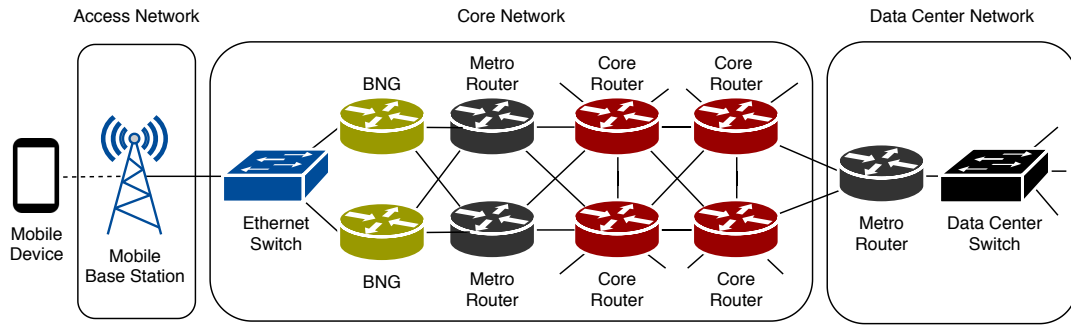 Access Network
Core Network
Data Center Network
BNG
Metro
Router
Core
Router
Core
Router
Mobile
Device
Mobile
Base Station
Ethernet
Switch
BNG
Metro
Router
Core
Router
Core
Router
Metro
Router
Data Center
Switch